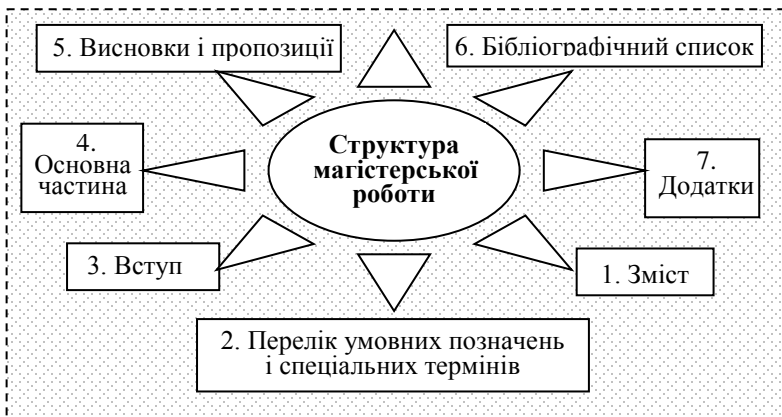 5. Висновки і пропозиції
6. Бібліографічний список
4.
Основна
частина
Структура
магістерської
роботи
7.
Додатки
3. Вступ
1. Зміст
2. Перелік умовних позначень
і спеціальних термінів